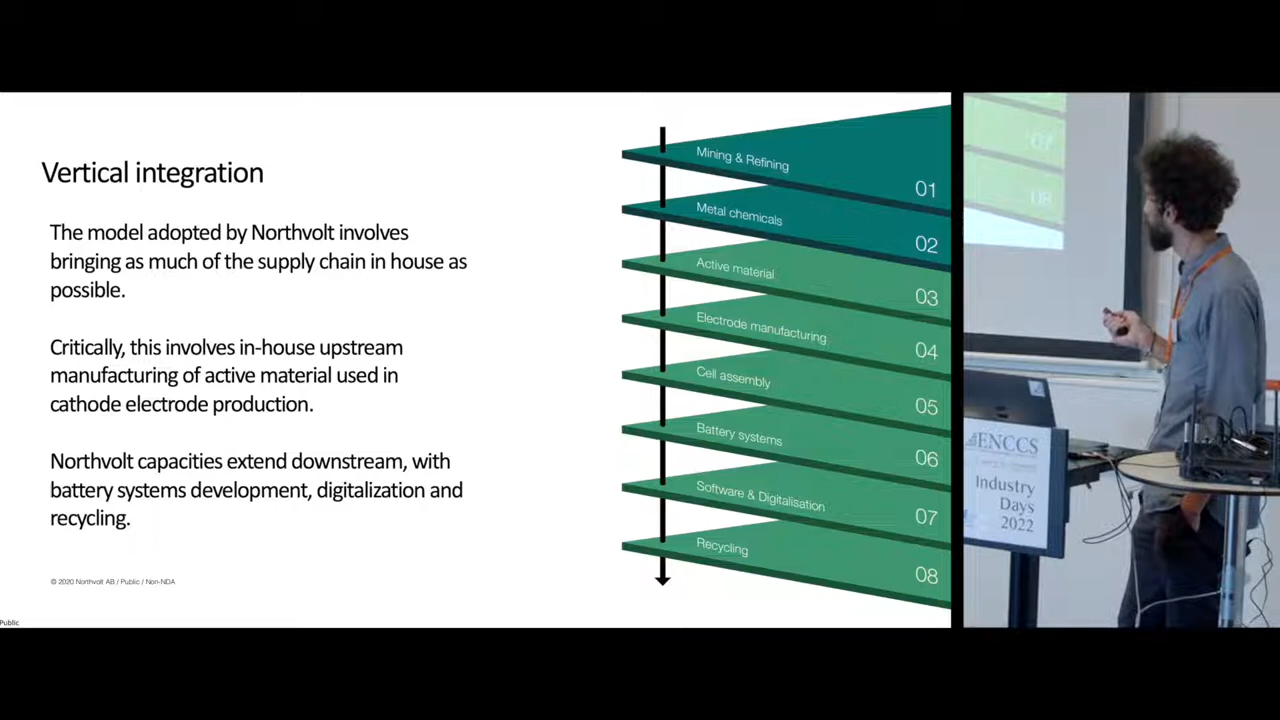 Vertical integration
The model adopted by Northvolt involves
bringing as much of the supply chain in house as
possible.
Critically, this involves in-house upstream
manufacturing of active material used in
cathode electrode production.
Northvolt capacities extend downstream, with
battery systems development, digitalization and
recycling.
© 2020 Northvolt AB / Public / Non-NDA
Public
Mining & Refining
01
Metal chemicals
02
Active material
03
Electrode manufacturing
04
Cell assembly
05
Battery systems
06
Software & Digitalisation
07
Recycling
08
07
08
ENCCS
Industry
Days
2022